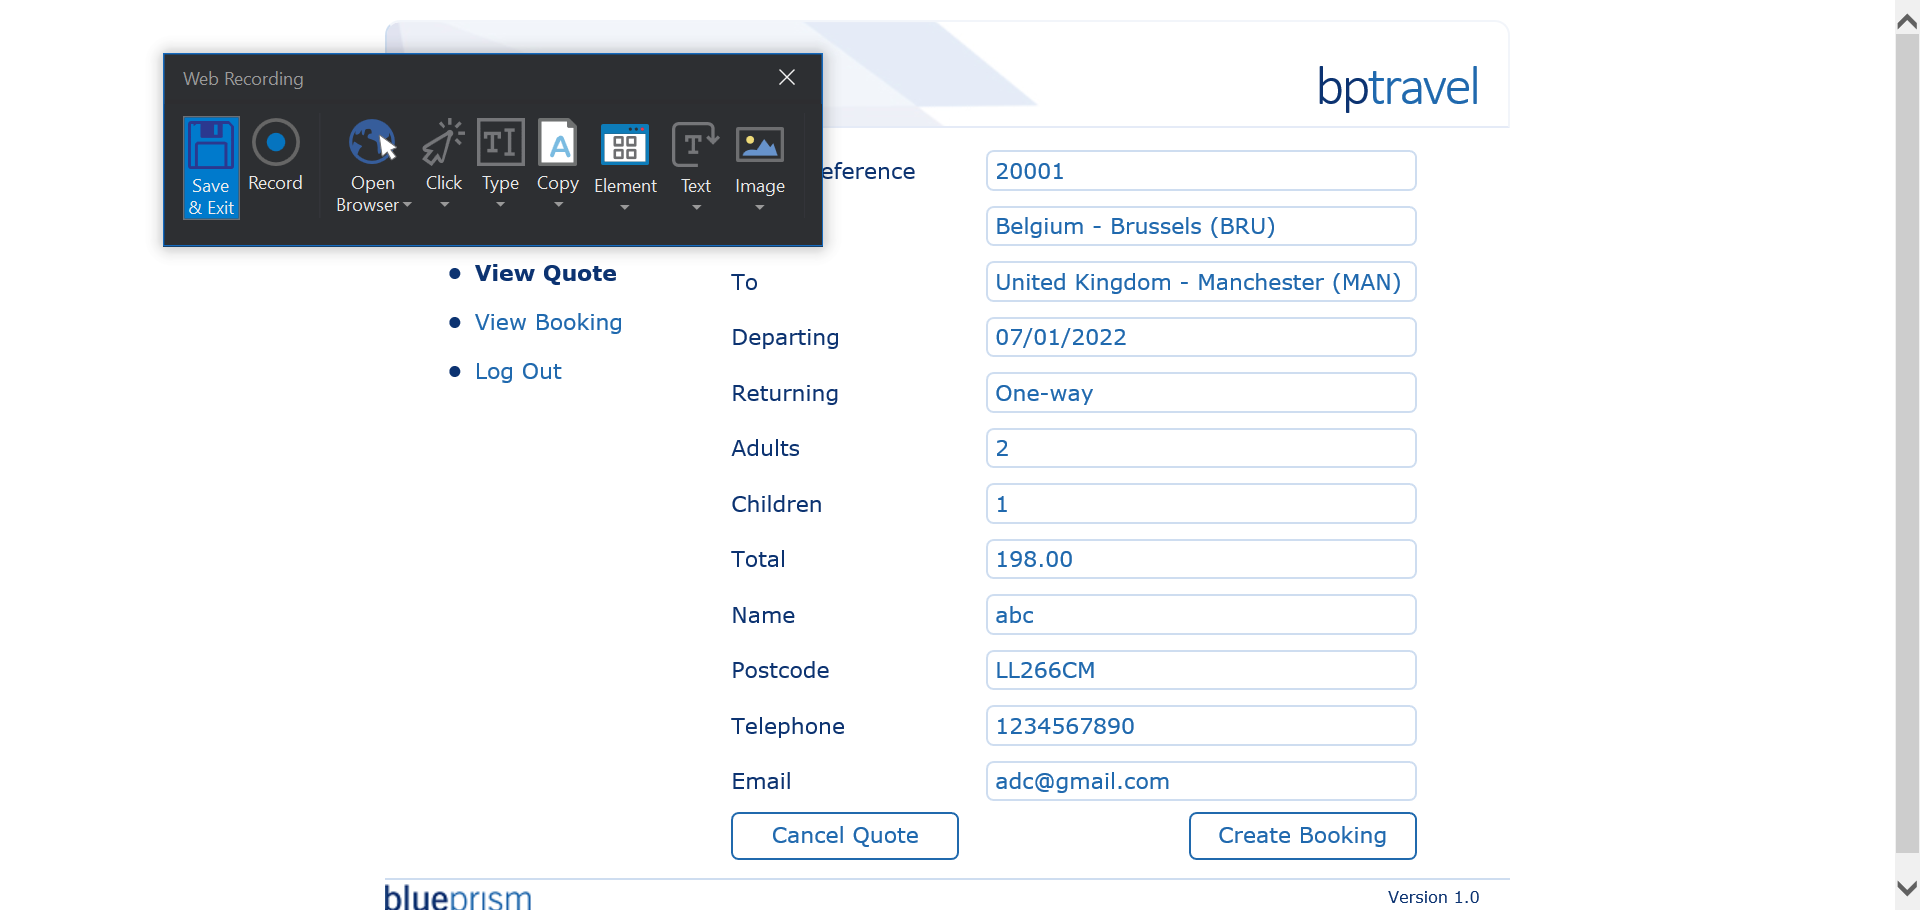 bptravel
Web Recording
Save & Exit
Record
Open Browser
Click
Type
Copy
Element
Text
Image
eference 20001
Belgium - Brussels (BRU)
To United Kingdom - Manchester (MAN)
Departing 07/01/2022
Returning One-way
Adults 2
Children 1
Total 198.00
Name abc
Postcode LL266CM
Telephone 1234567890
Email adc@gmail.com
View Quote
View Booking
Log Out
Cancel Quote Create Booking
blueprism Version 1.0